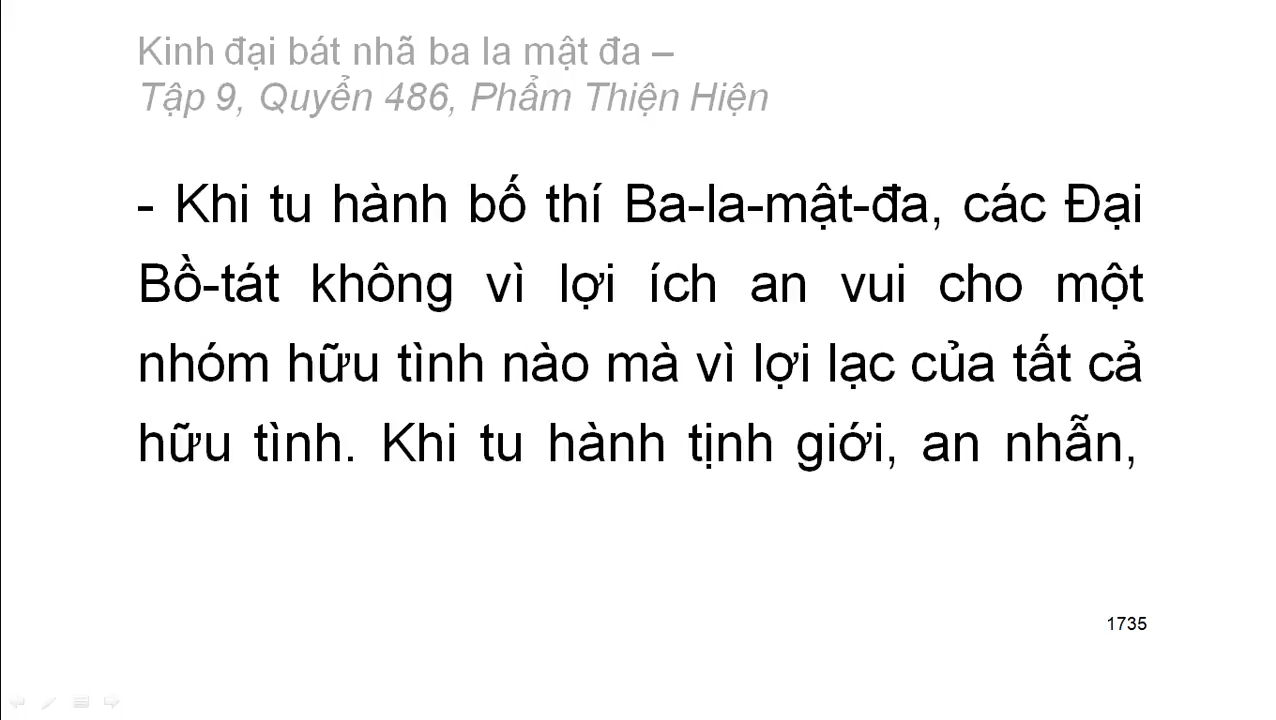 Kinh đại bát nhã ba la mật đa –
Tập 9, Quyển 486, Phẩm Thiện Hiện
- Khi tu hành bố thí Ba-la-mật-đa, các Đại
Bồ-tát không vì lợi ích an vui cho một
nhóm hữu tình nào mà vì lợi lạc của tất cả
hữu tình. Khi tu hành tịnh giới, an nhẫn,
1735